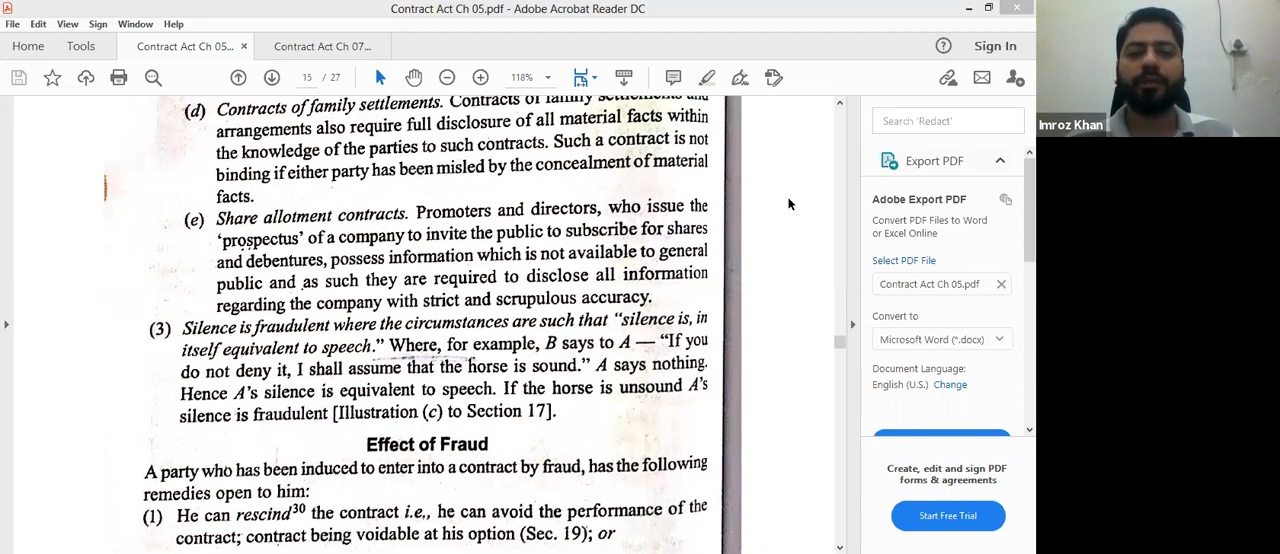 Contract Act Ch 05.pdf - Adobe Acrobat Reader DC
File Edit View Sign Window Help
Home Tools Contract Act Ch 05... × Contract Act Ch 07... Sign In
15 / 27 118%
(d) Contracts of family settlements. Contracts of family settlements and
arrangements also require full disclosure of all material facts within
the knowledge of the parties to such contracts. Such a contract is not
binding if either party has been misled by the concealment of material
facts.
(e) Share allotment contracts. Promoters and directors, who issue the
‘prospectus’ of a company to invite the public to subscribe for shares
and debentures, possess information which is not available to general
public and as such they are required to disclose all information
regarding the company with strict and scrupulous accuracy.
(3) Silence is fraudulent where the circumstances are such that “silence is, in
itself equivalent to speech.” Where, for example, B says to A — “If you
do not deny it, I shall assume that the horse is sound.” A says nothing.
Hence A’s silence is equivalent to speech. If the horse is unsound A’s
silence is fraudulent [Illustration (c) to Section 17].
Effect of Fraud
A party who has been induced to enter into a contract by fraud, has the following
remedies open to him:
(1) He can rescind³⁰ the contract i.e., he can avoid the performance of the
contract; contract being voidable at his option (Sec. 19); or
Search 'Redact'
Export PDF
Adobe Export PDF
Convert PDF Files to Word
or Excel Online
Select PDF File
Contract Act Ch 05.pdf
Convert to
Microsoft Word (*.docx)
Document Language:
English (U.S.) Change
Create, edit and sign PDF
forms & agreements
Start Free Trial
Imroz Khan